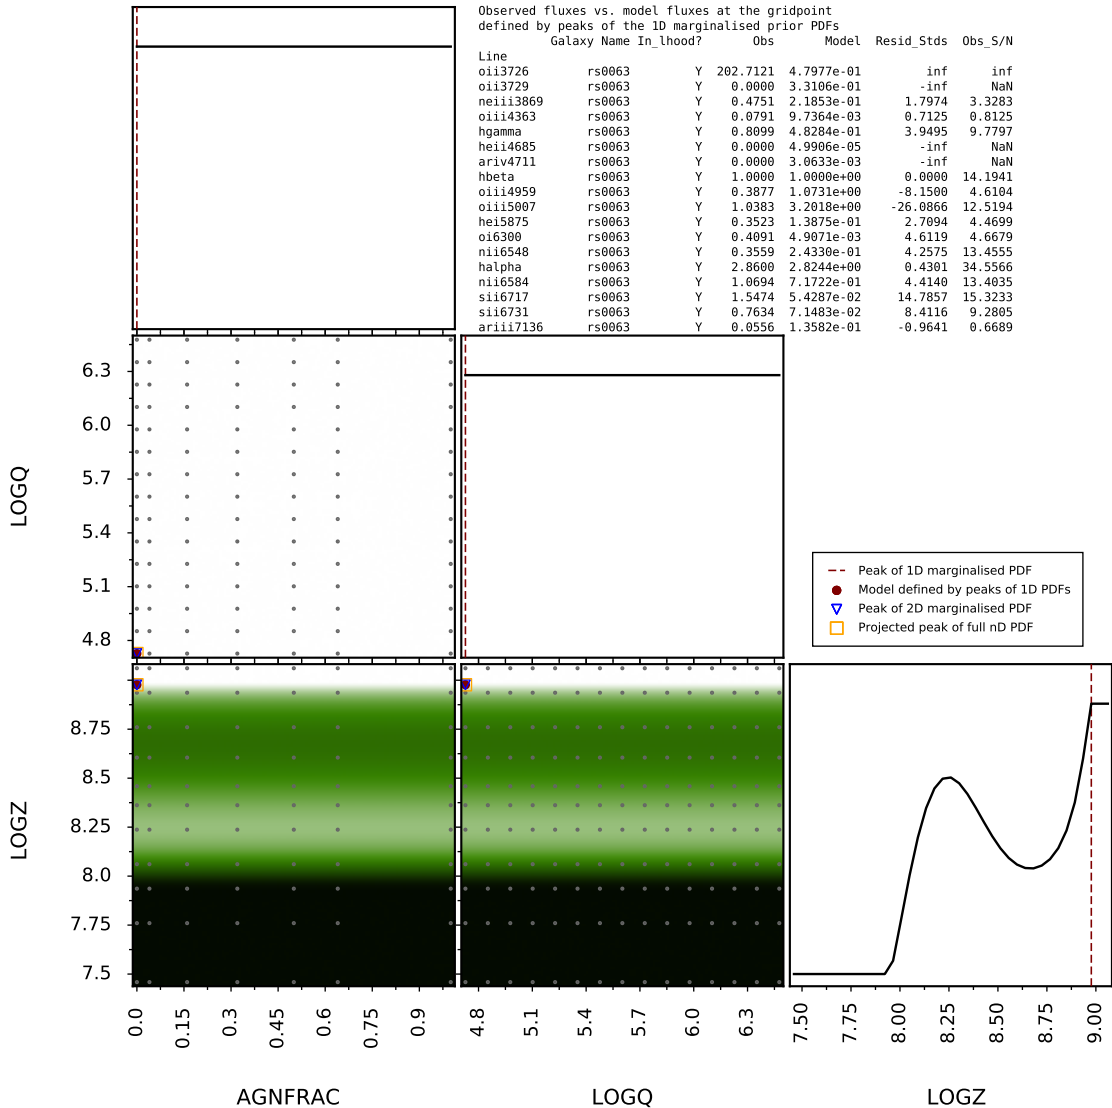 Observed fluxes vs. model fluxes at the gridpoint
defined by peaks of the 1D marginalised prior PDFs
Galaxy Name In_lhood? Obs Model Resid_Stds Obs_S/N
Line
oii3726 rs0063 Y 202.7121 4.7977e-01 inf inf
oii3729 rs0063 Y 0.0000 3.3106e-01 -inf NaN
neiii3869 rs0063 Y 0.4751 2.1853e-01 1.7974 3.3283
oiii4363 rs0063 Y 0.0791 9.7364e-03 0.7125 0.8125
hgamma rs0063 Y 0.8099 4.8284e-01 3.9495 9.7797
heii4685 rs0063 Y 0.0000 4.9906e-05 -inf NaN
ariv4711 rs0063 Y 0.0000 3.0633e-03 -inf NaN
hbeta rs0063 Y 1.0000 1.0000e+00 0.0000 14.1941
oiii4959 rs0063 Y 0.3877 1.0731e+00 -8.1500 4.6104
oiii5007 rs0063 Y 1.0383 3.2018e+00 -26.0866 12.5194
hei5875 rs0063 Y 0.3523 1.3875e-01 2.7094 4.4699
oi6300 rs0063 Y 0.4091 4.9071e-03 4.6119 4.6679
nii6548 rs0063 Y 0.3559 2.4330e-01 4.2575 13.4555
halpha rs0063 Y 2.8600 2.8244e+00 0.4301 34.5566
nii6584 rs0063 Y 1.0694 7.1722e-01 4.4140 13.4035
sii6717 rs0063 Y 1.5474 5.4287e-02 14.7857 15.3233
sii6731 rs0063 Y 0.7634 7.1483e-02 8.4116 9.2805
ariii7136 rs0063 Y 0.0556 1.3582e-01 -0.9641 0.6689
LOGQ
6.3
6.0
5.7
5.4
5.1
4.8
Peak of 1D marginalised PDF
Model defined by peaks of 1D PDFs
Peak of 2D marginalised PDF
Projected peak of full nD PDF
LOGZ
8.75
8.5
8.25
8.0
7.75
7.5
0.0 0.15 0.3 0.45 0.6 0.75 0.9
4.8 5.1 5.4 5.7 6.0 6.3
7.50 7.75 8.00 8.25 8.50 8.75 9.00
AGNFRAC LOGQ LOGZ